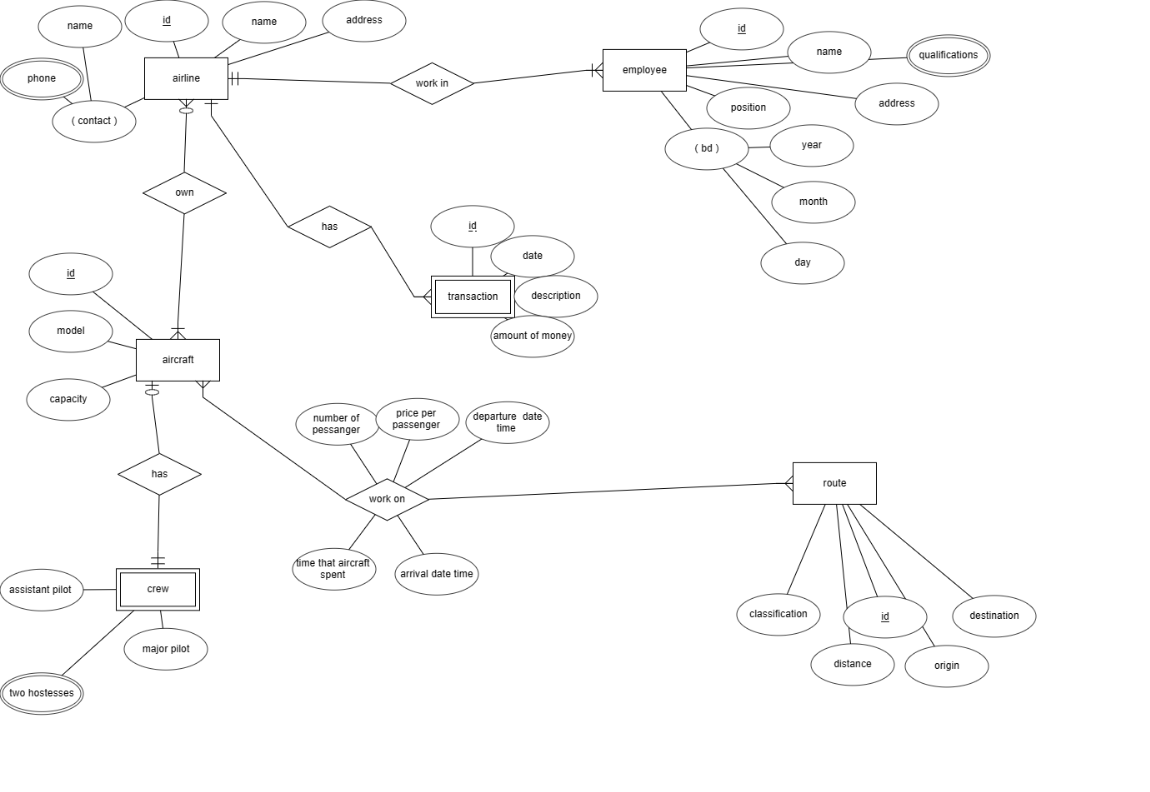 id
name
address
name
phone
airline
( contact )
work in
employee
id
name
qualifications
position
address
( bd )
year
month
day
own
has
id
date
transaction
description
amount of money
id
model
aircraft
capacity
number of
pessanger
price per
passenger
departure date
time
has
work on
route
time that aircraft
spent
arrival date time
assistant pilot
crew
major pilot
two hostesses
classification
id
destination
distance
origin